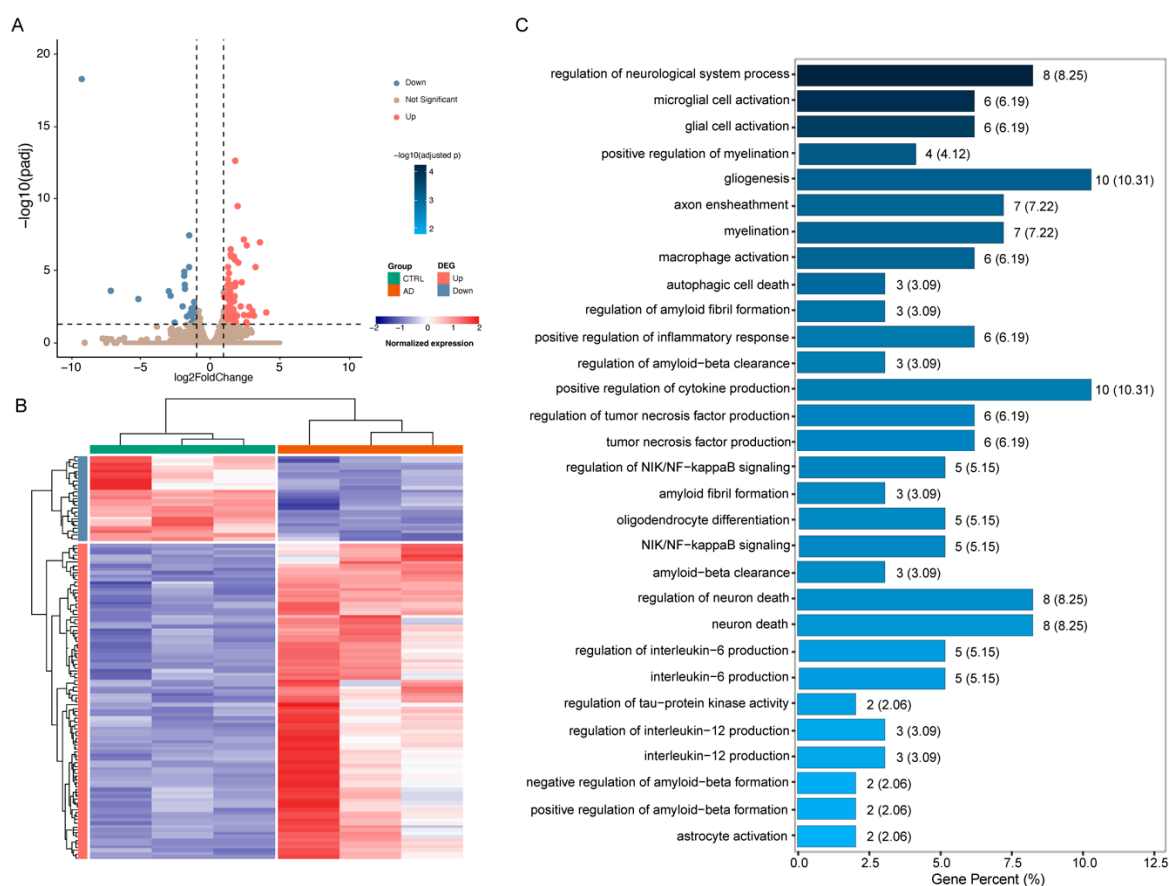 A
20
15
10
5
0
−log10(padj)
−10
−5
0
5
10
log2FoldChange
Down
Not Significant
Up
−log10(adjusted p)
4
3
2
Group
CTRL
AD
DEG
Up
Down
−2
−1
0
1
2
Normalized expression
B
C
regulation of neurological system process
8 (8.25)
microglial cell activation
6 (6.19)
glial cell activation
6 (6.19)
positive regulation of myelination
4 (4.12)
gliogenesis
10 (10.31)
axon ensheathment
7 (7.22)
myelination
7 (7.22)
macrophage activation
6 (6.19)
autophagic cell death
3 (3.09)
regulation of amyloid fibril formation
3 (3.09)
positive regulation of inflammatory response
6 (6.19)
regulation of amyloid−beta clearance
3 (3.09)
positive regulation of cytokine production
10 (10.31)
regulation of tumor necrosis factor production
6 (6.19)
tumor necrosis factor production
6 (6.19)
regulation of NIK/NF−kappaB signaling
5 (5.15)
amyloid fibril formation
3 (3.09)
oligodendrocyte differentiation
5 (5.15)
NIK/NF−kappaB signaling
5 (5.15)
amyloid−beta clearance
3 (3.09)
regulation of neuron death
8 (8.25)
neuron death
8 (8.25)
regulation of interleukin−6 production
5 (5.15)
interleukin−6 production
5 (5.15)
regulation of tau−protein kinase activity
2 (2.06)
regulation of interleukin−12 production
3 (3.09)
interleukin−12 production
3 (3.09)
negative regulation of amyloid−beta formation
2 (2.06)
positive regulation of amyloid−beta formation
2 (2.06)
astrocyte activation
2 (2.06)
0.0
2.5
5.0
7.5
10.0
12.5
Gene Percent (%)